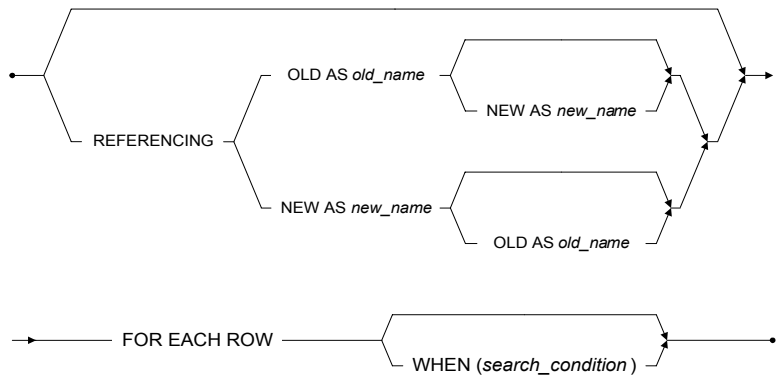 OLD AS old_name
NEW AS new_name
REFERENCING
NEW AS new_name
OLD AS old_name
FOR EACH ROW
WHEN (search_condition )